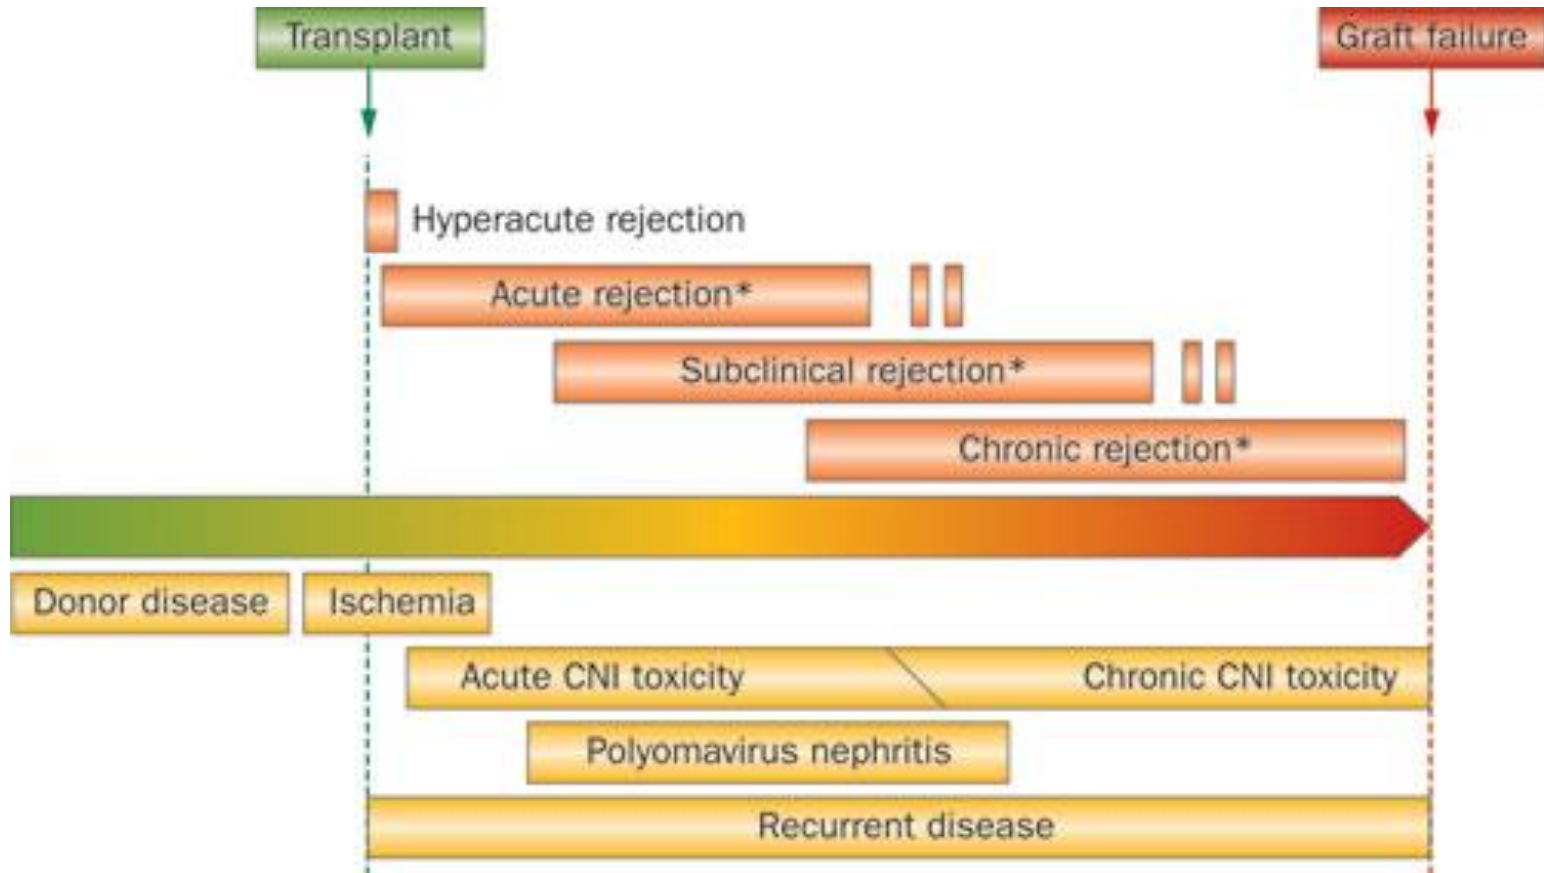 Transplant
Graft failure
Hyperacute rejection
Acute rejection*
Subclinical rejection*
Chronic rejection*
Donor disease
Ischemia
Acute CNI toxicity
Chronic CNI toxicity
Polyomavirus nephritis
Recurrent disease